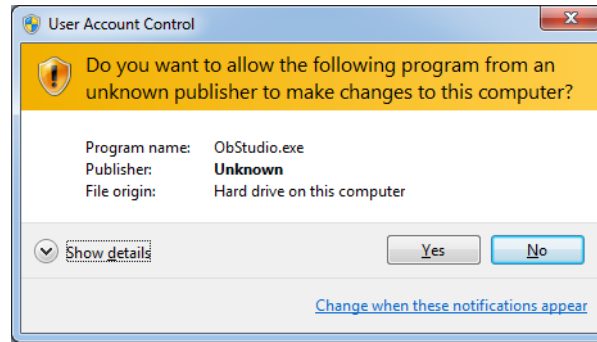 User Account Control
Do you want to allow the following program from an
unknown publisher to make changes to this computer?
Program name: ObStudio.exe
Publisher: Unknown
File origin: Hard drive on this computer
Show details Yes No
Change when these notifications appear